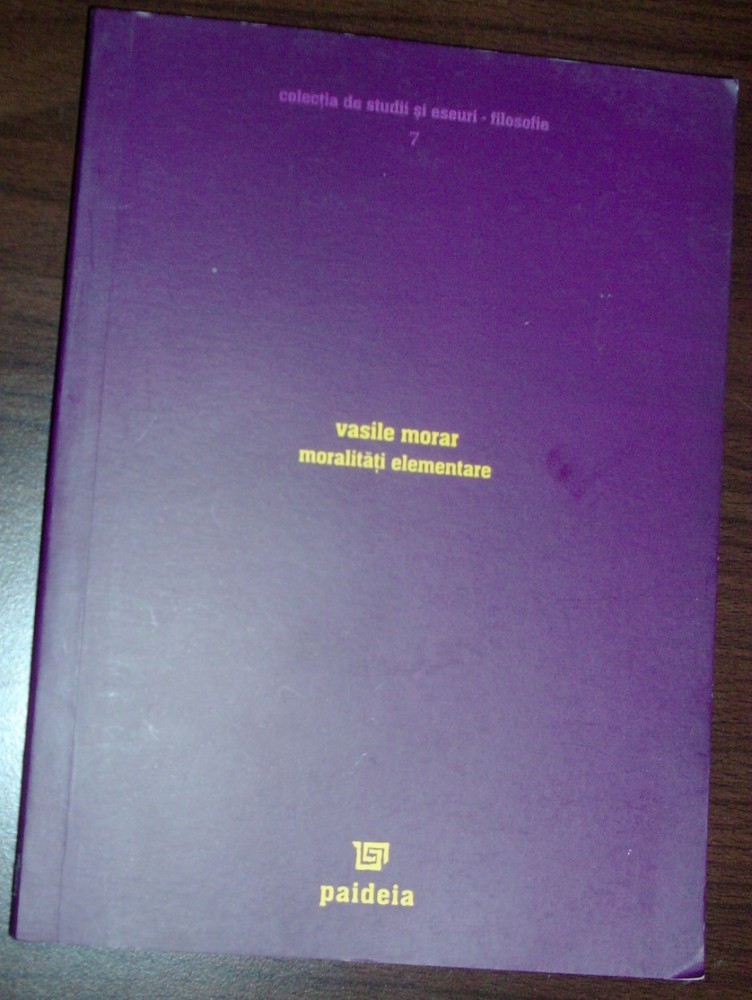 colecția de studii și eseuri - filosofie
7
vasile morar
moralități elementare
paideia